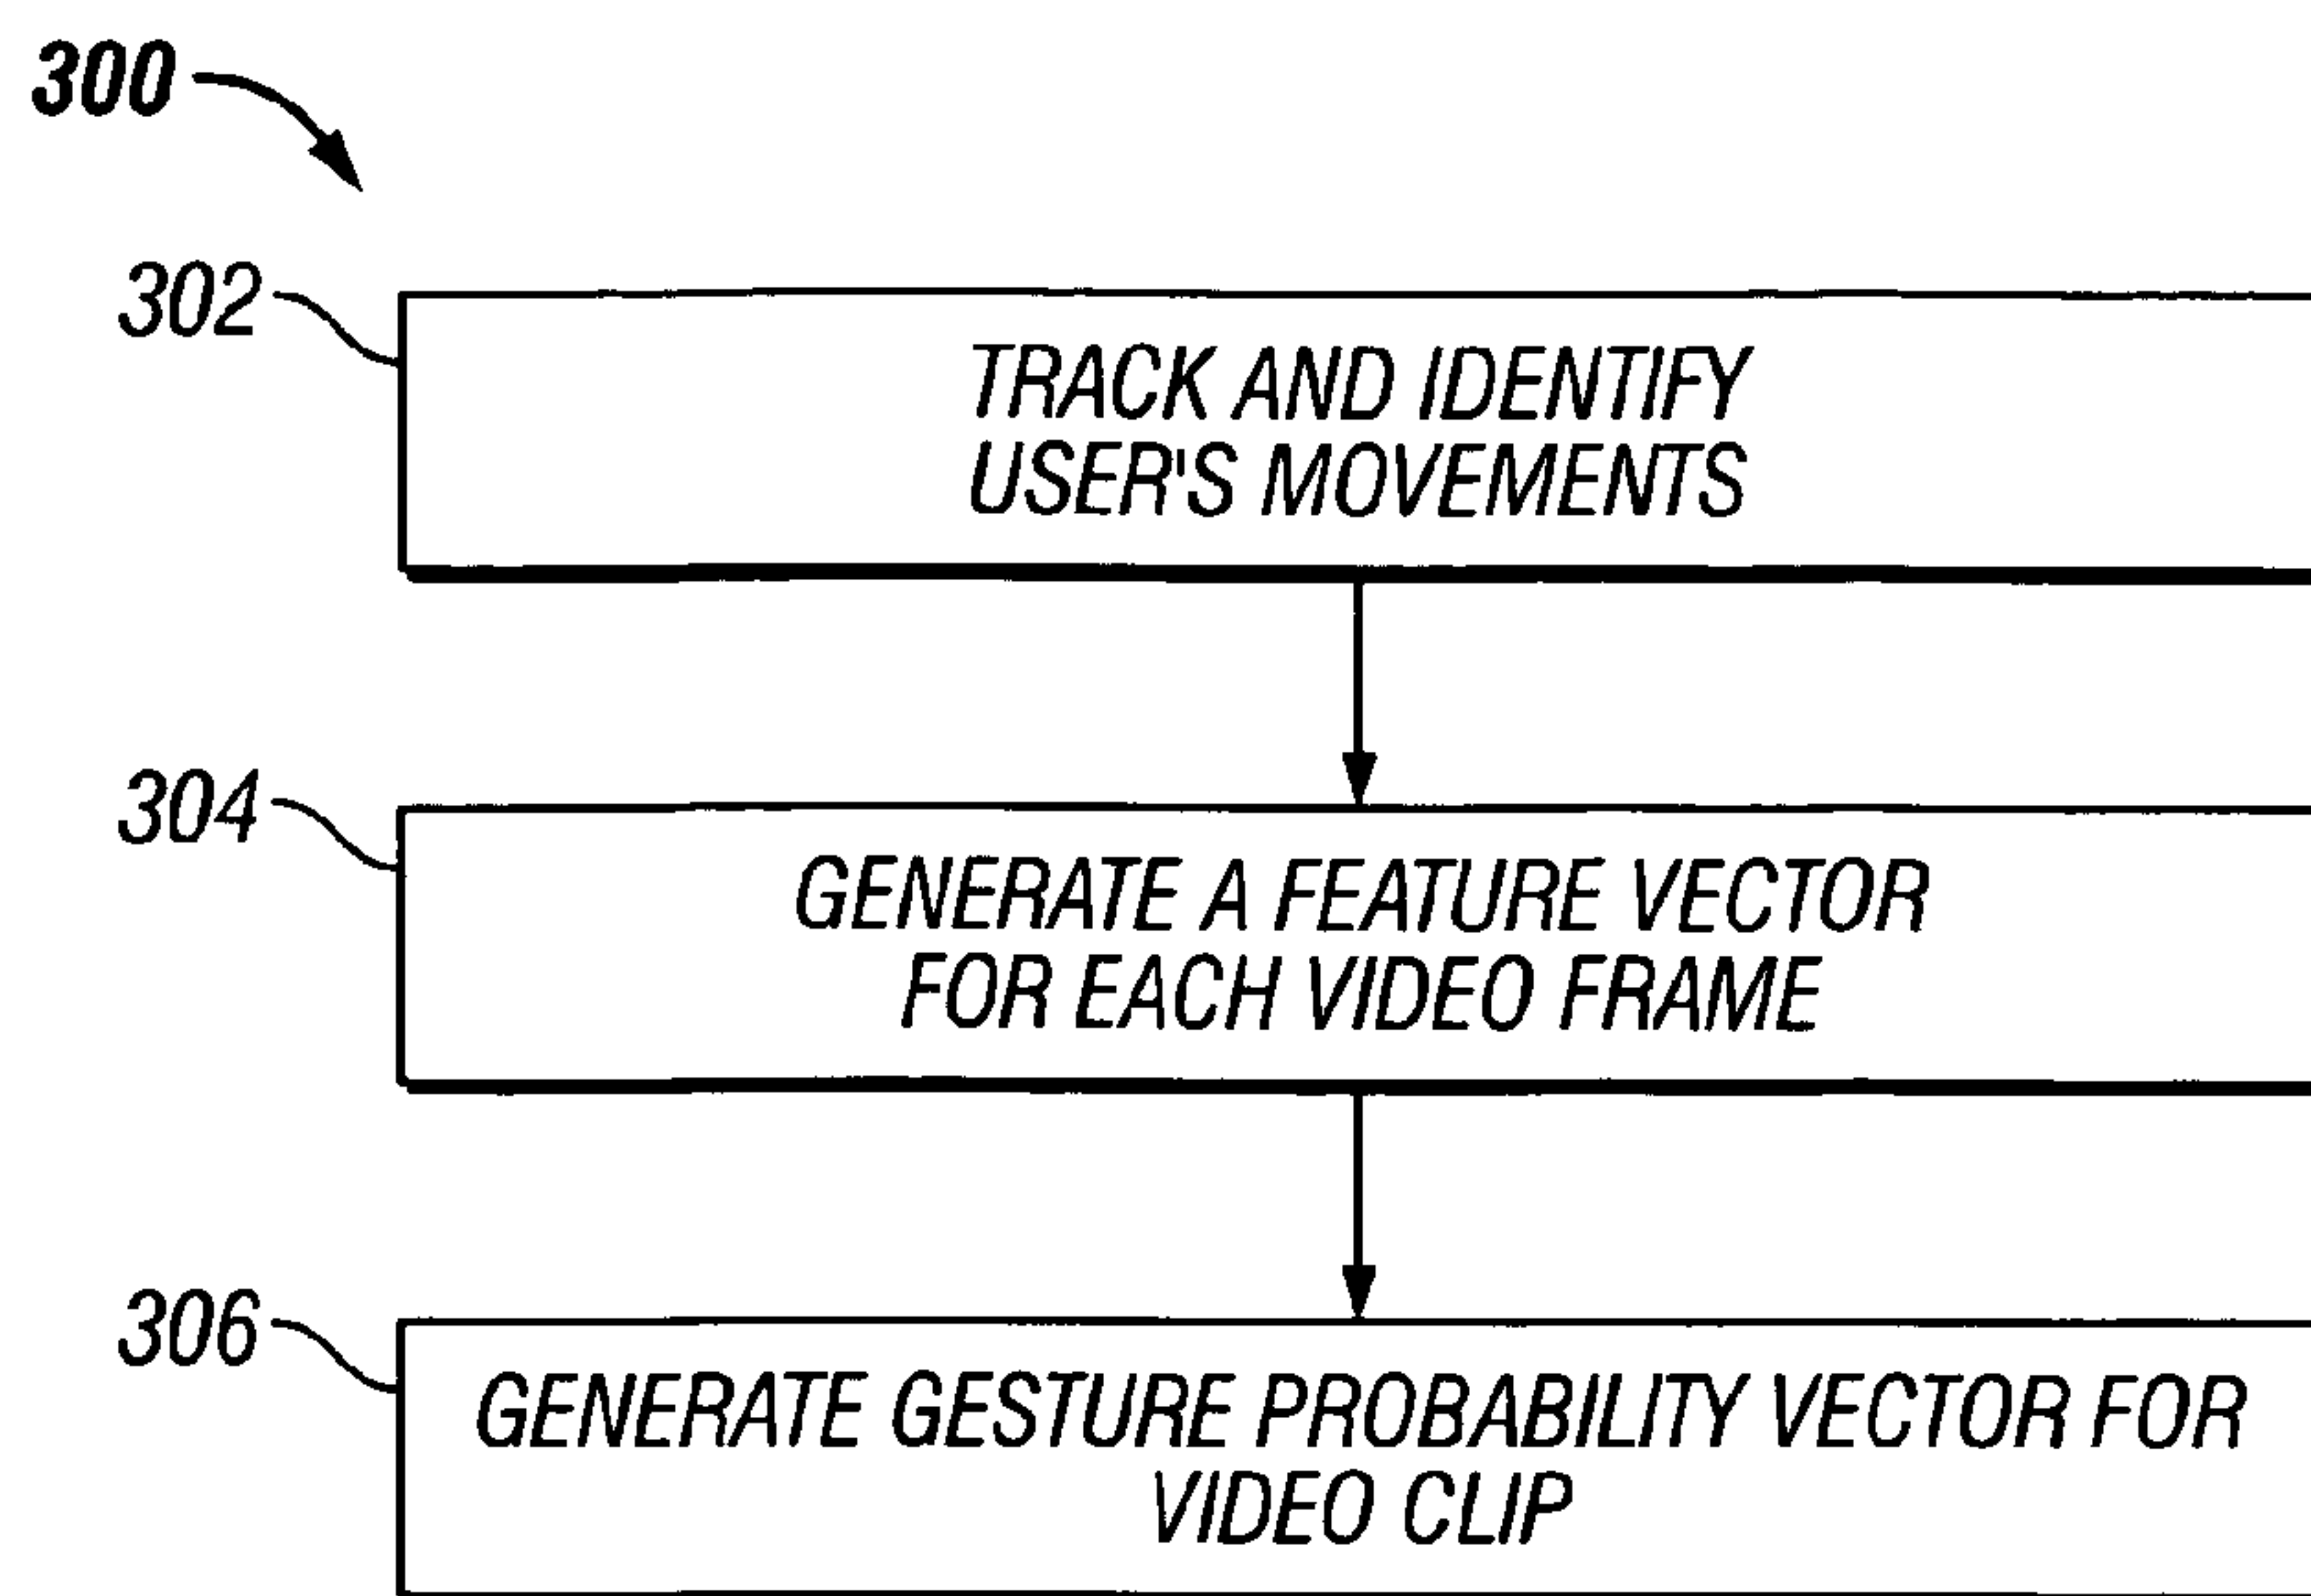 300
302
TRACK AND IDENTIFY
USER'S MOVEMENTS
304
GENERATE A FEATURE VECTOR
FOR EACH VIDEO FRAME
306
GENERATE GESTURE PROBABILITY VECTOR FOR
VIDEO CLIP